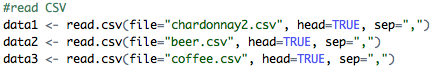 #read CSV
data1 <- read.csv(file="chardonnay2.csv", head=TRUE, sep=",")
data2 <- read.csv(file="beer.csv", head=TRUE, sep=",")
data3 <- read.csv(file="coffee.csv", head=TRUE, sep=",")